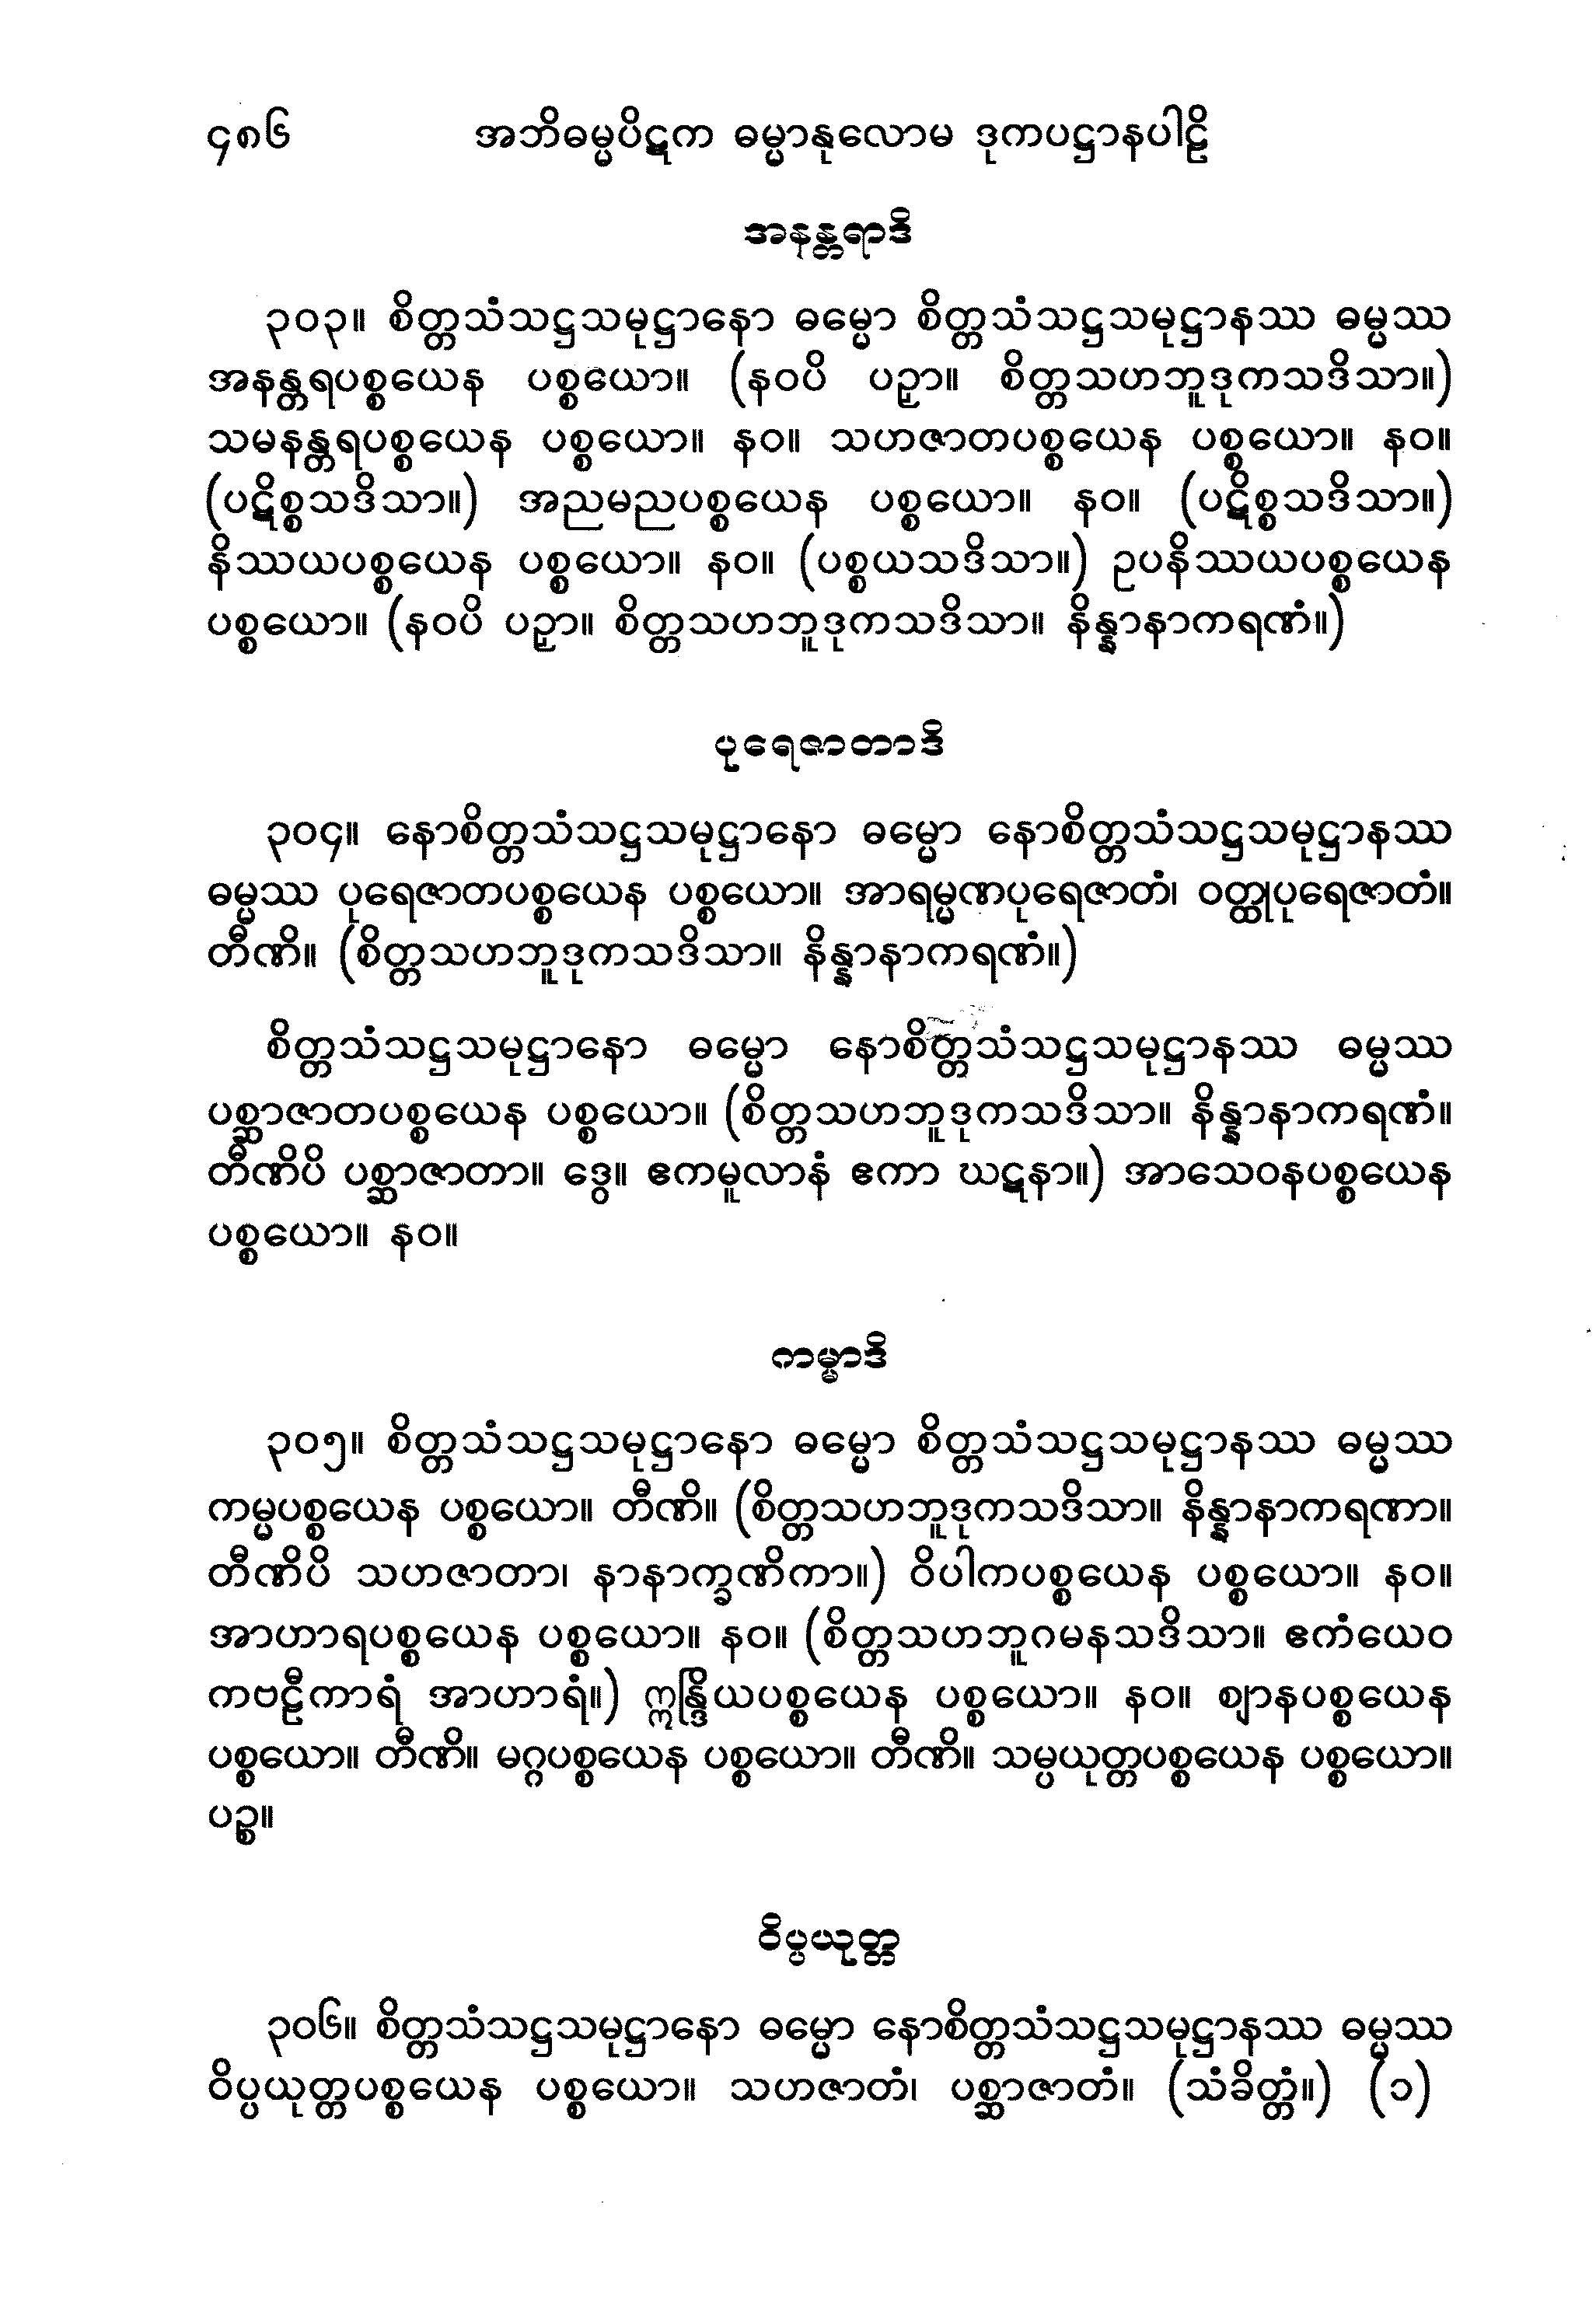 ၄၈၆ အဘိဓမ္မပိဋက ဓမ္မာနုလောမ ဒုကပဋ္ဌာနပါဠိ
အနန္တရာဒိ
၃၀၃။ စိတ္တသံသဋ္ဌသမုဋ္ဌာနော ဓမ္မော စိတ္တသံသဋ္ဌသမုဋ္ဌာနဿ ဓမ္မဿ
အနန္တရပစ္စယေန ပစ္စယော။ (နဝပိ ပဉှာ။ စိတ္တသဟဘူဒုကသဒိသာ။)
သမနန္တရပစ္စယေန ပစ္စယော။ နဝ။ သဟဇာတပစ္စယေန ပစ္စယော။ နဝ။
(ပဋိစ္စသဒိသာ။) အညမညပစ္စယေန ပစ္စယော။ နဝ။ (ပဋိစ္စသဒိသာ။)
နိဿယပစ္စယေန ပစ္စယော။ နဝ။ (ပစ္စယသဒိသာ။) ဥပနိဿယပစ္စယေန
ပစ္စယော။ (နဝပိ ပဉှာ။ စိတ္တသဟဘူဒုကသဒိသာ။ နိန္နာနာကရဏံ။)
ပုရေဇာတာဒိ
၃၀၄။ နောစိတ္တသံသဋ္ဌသမုဋ္ဌာနော ဓမ္မော နောစိတ္တသံသဋ္ဌသမုဋ္ဌာနဿ
ဓမ္မဿ ပုရေဇာတပစ္စယေန ပစ္စယော။ အာရမ္မဏပုရေဇာတံ၊ ဝတ္ထုပုရေဇာတံ။
တီဏိ။ (စိတ္တသဟဘူဒုကသဒိသာ။ နိန္နာနာကရဏံ။)
စိတ္တသံသဋ္ဌသမုဋ္ဌာနော ဓမ္မော နောစိတ္တသံသဋ္ဌသမုဋ္ဌာနဿ ဓမ္မဿ
ပစ္ဆာဇာတပစ္စယေန ပစ္စယော။ (စိတ္တသဟဘူဒုကသဒိသာ။ နိန္နာနာကရဏံ။
တီဏိပိ ပစ္ဆာဇာတာ။ ဒွေ။ ဧကမူလာနံ ဧကာ ဃဋနာ။) အာသေဝနပစ္စယေန
ပစ္စယော။ နဝ။
ကမ္မာဒိ
၃၀၅။ စိတ္တသံသဋ္ဌသမုဋ္ဌာနော ဓမ္မော စိတ္တသံသဋ္ဌသမုဋ္ဌာနဿ ဓမ္မဿ
ကမ္မပစ္စယေန ပစ္စယော။ တီဏိ။ (စိတ္တသဟဘူဒုကသဒိသာ။ နိန္နာနာကရဏာ။
တီဏိပိ သဟဇာတာ၊ နာနာက္ခဏိကာ။) ဝိပါကပစ္စယေန ပစ္စယော။ နဝ။
အာဟာရပစ္စယေန ပစ္စယော။ နဝ။ (စိတ္တသဟဘူဂမနသဒိသာ။ ဧကံယေဝ
ကဗဠီကာရံ အာဟာရံ။) ဣန္ဒြိယပစ္စယေန ပစ္စယော။ နဝ။ ဈာနပစ္စယေန
ပစ္စယော။ တီဏိ။ မဂ္ဂပစ္စယေန ပစ္စယော။ တီဏိ။ သမ္ပယုတ္တပစ္စယေန ပစ္စယော။
ပဉ္စ။
ဝိပ္ပယုတ္တ
၃၀၆။ စိတ္တသံသဋ္ဌသမုဋ္ဌာနော ဓမ္မော နောစိတ္တသံသဋ္ဌသမုဋ္ဌာနဿ ဓမ္မဿ
ဝိပ္ပယုတ္တပစ္စယေန ပစ္စယော။ သဟဇာတံ၊ ပစ္ဆာဇာတံ။ (သံခိတ္တံ။) (၁)